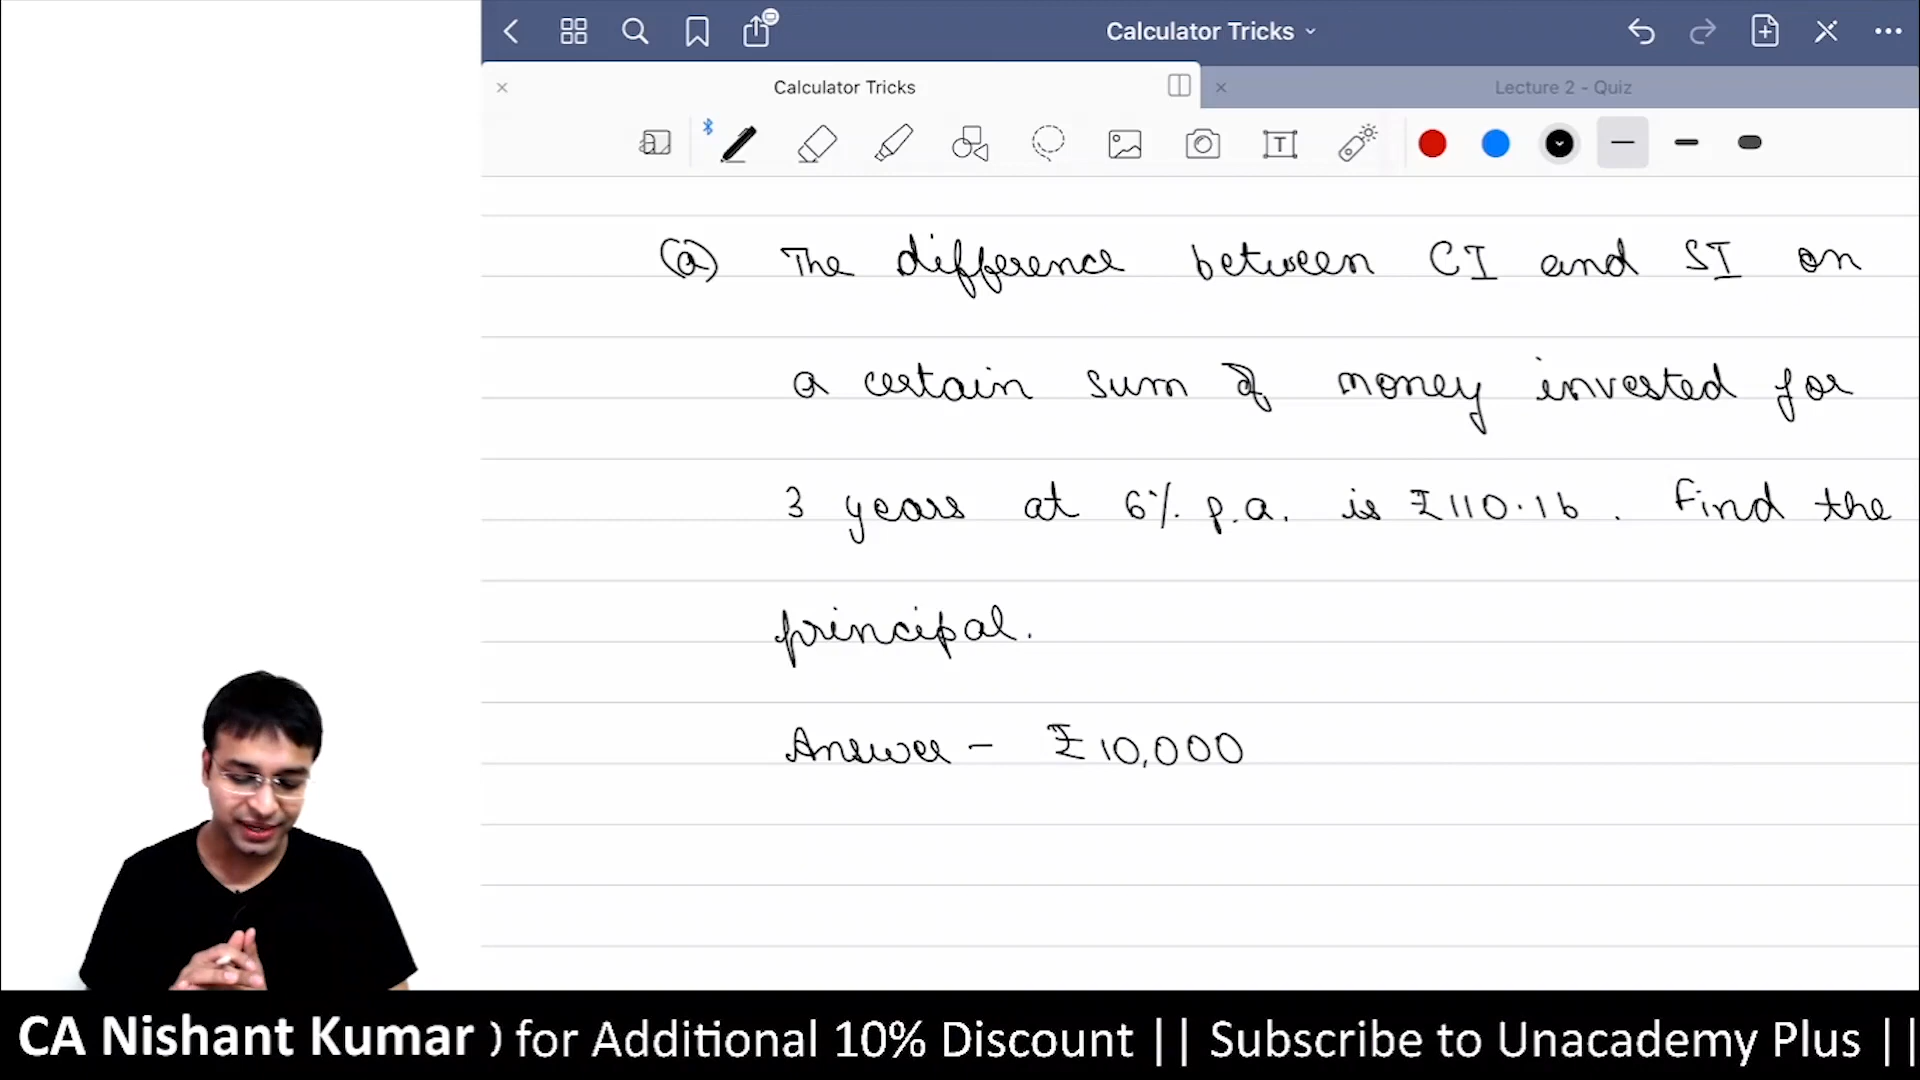 Calculator Tricks
Calculator Tricks
Lecture 2 - Quiz
T
(a) The difference between CI and SI on
a certain sum of money invested for
3 years at 6% p.a. is ₹110.16. Find the
principal.
Answer - ₹10,000
CA Nishant Kumar ) for Additional 10% Discount || Subscribe to Unacademy Plus ||